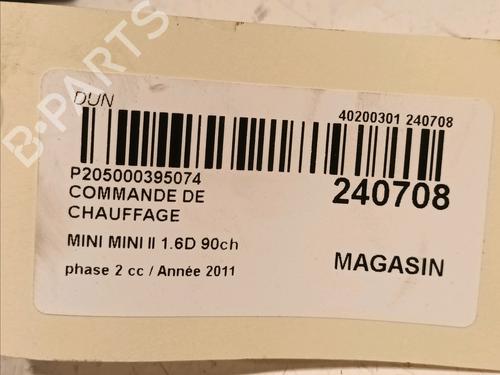 B-PARTS
DUN
40200301 240708
P205000395074
COMMANDE DE
CHAUFFAGE
240708
MINI MINI II 1.6D 90ch
phase 2 cc / Année 2011
MAGASIN